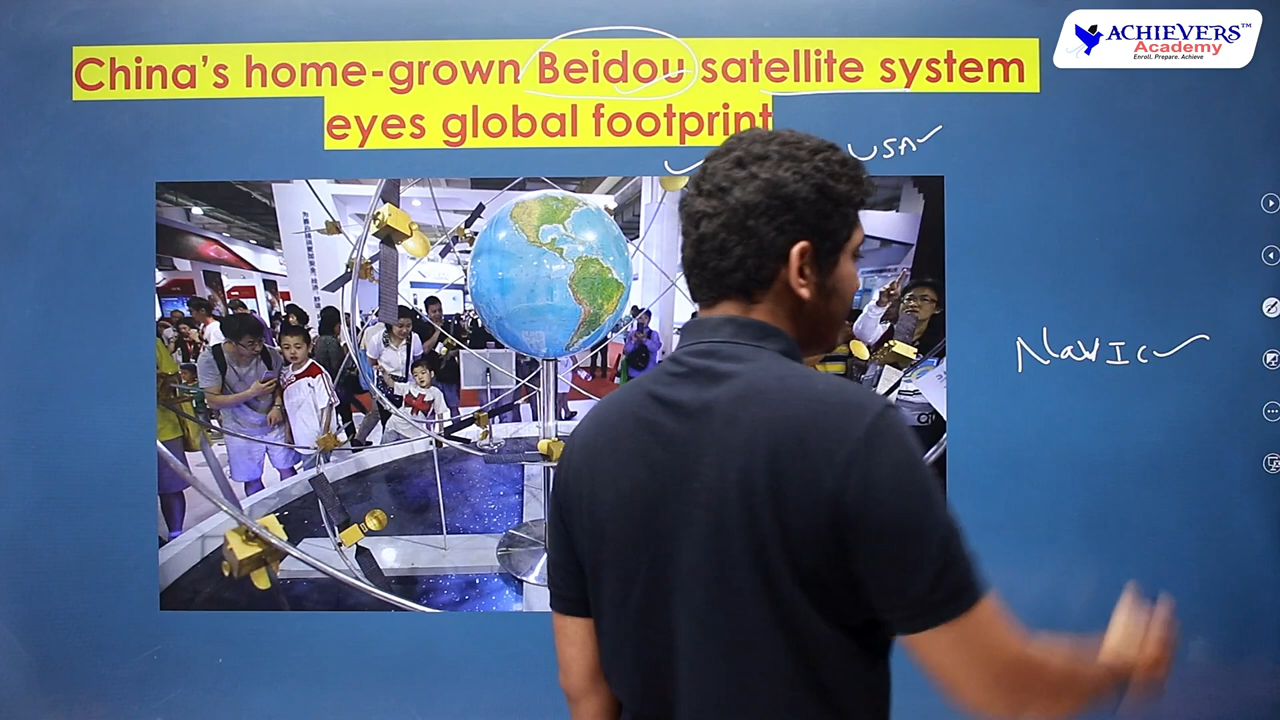 ACHIEVERS™
Academy
Enroll. Prepare. Achieve
China's home-grown Beidou satellite system
eyes global footprint
USA
NavIc